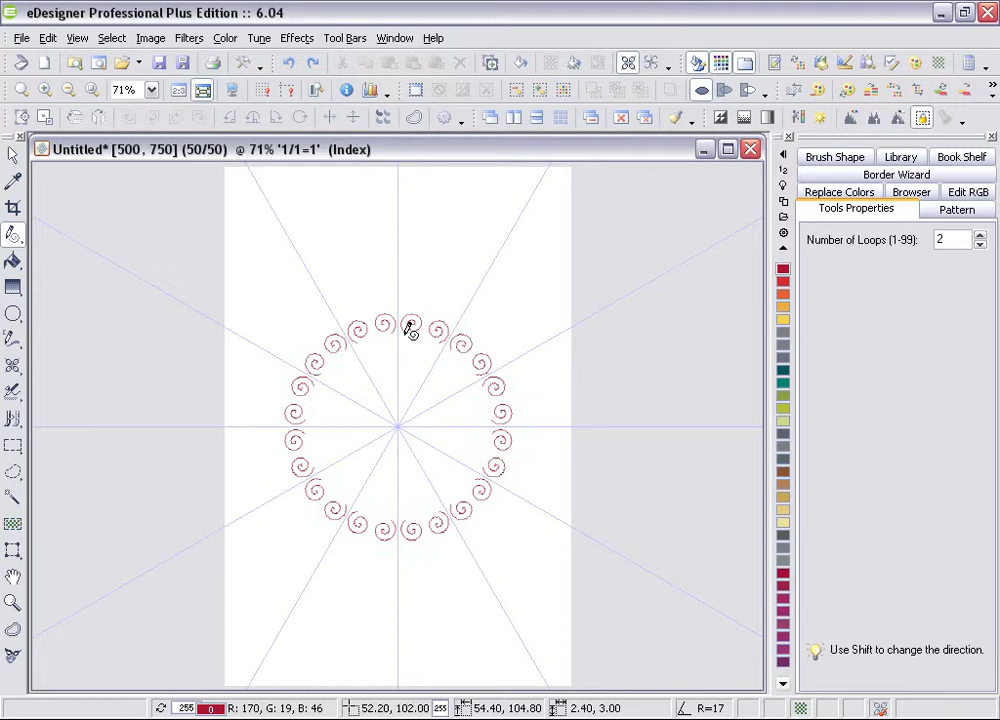 eDesigner Professional Plus Edition :: 6.04
File Edit View Select Image Filters Color Tune Effects Tool Bars Window Help
71%
Untitled* [500, 750] (50/50) @ 71% '1/1=1' (Index)
Brush Shape Library Book Shelf
Border Wizard
Replace Colors Browser Edit RGB
Tools Properties Pattern
Number of Loops (1-99): 2
Use Shift to change the direction.
255 0 R: 170, G: 19, B: 46 52.20, 102.00 255 54.40, 104.80 2.40, 3.00 R=17